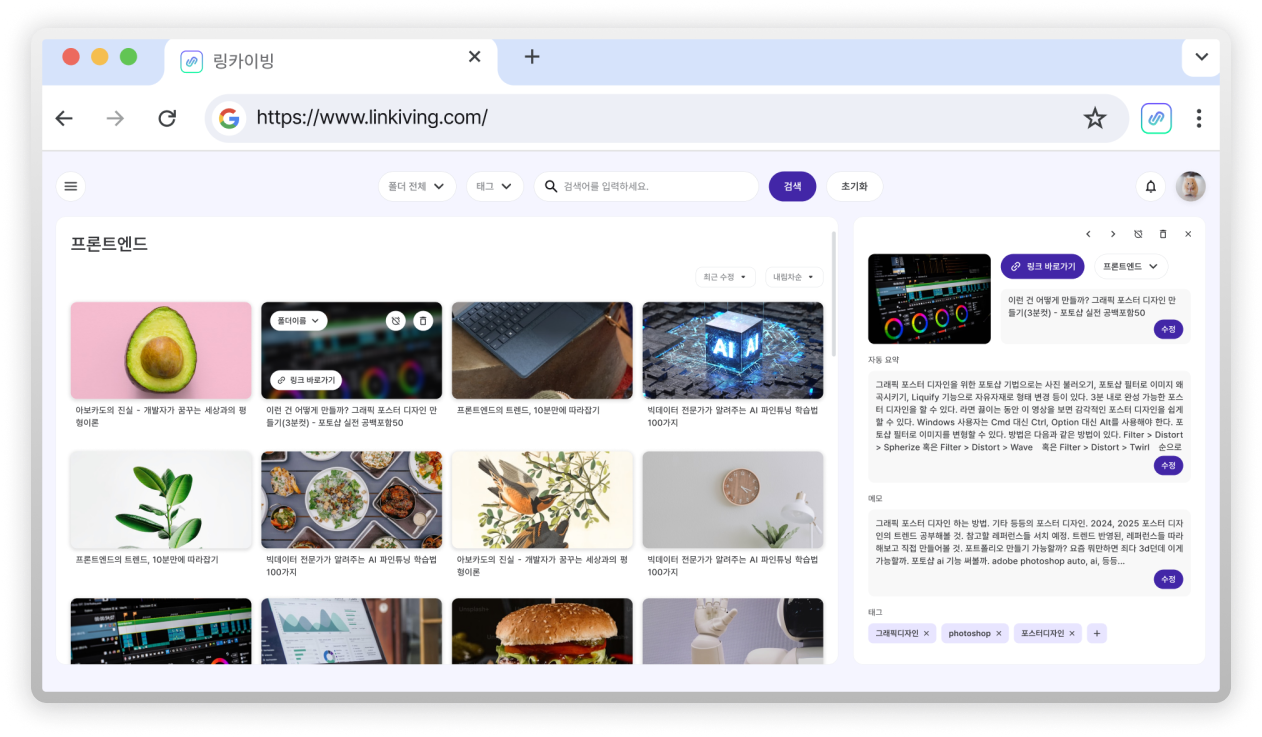 링카이빙
https://www.linkiving.com/
폴더 전체
태그
검색어를 입력하세요.
검색
초기화
프론트엔드
최근 수정
내림차순
폴더이름
링크 바로가기
아보카도의 진실 - 개발자가 꿈꾸는 세상과의 평
형이론
이런 건 어떻게 만들까? 그래픽 포스터 디자인 만
들기(3분컷) - 포토샵 실전 공백포함50
프론트엔드의 트렌드, 10분만에 따라잡기
AI AI
빅데이터 전문가가 알려주는 AI 파인튜닝 학습법
100가지
프론트엔드의 트렌드, 10분만에 따라잡기
빅데이터 전문가가 알려주는 AI 파인튜닝 학습법
100가지
아보카도의 진실 - 개발자가 꿈꾸는 세상과의 평
형이론
빅데이터 전문가가 알려주는 AI 파인튜닝 학습법
100가지
링크 바로가기
프론트엔드
이런 건 어떻게 만들까? 그래픽 포스터 디자인 만
들기(3분컷) - 포토샵 실전 공백포함50
수정
자동 요약
그래픽 포스터 디자인을 위한 포토샵 기법으로는 사진 불러오기, 포토샵 필터로 이미지 왜
곡시키기, Liquify 기능으로 자유자재로 형태 변경 등이 있다. 3분 내로 완성 가능한 포스
터 디자인을 할 수 있다. 라면 끓이는 동안 이 영상을 보면 감각적인 포스터 디자인을 쉽게
할 수 있다. Windows 사용자는 Cmd 대신 Ctrl, Option 대신 Alt를 사용해야 한다. 포
토샵 필터로 이미지를 변형할 수 있다. 방법은 다음과 같은 방법이 있다. Filter > Distort
> Spherize 혹은 Filter > Distort > Wave 혹은 Filter > Distort > Twirl 순으로
수정
메모
그래픽 포스터 디자인 하는 방법. 기타 등등의 포스터 디자인. 2024, 2025 포스터 디자
인의 트렌드 공부해볼 것. 참고할 레퍼런스들 서치 예정. 트렌드 반영된, 레퍼런스들 따라
해보고 직접 만들어볼 것. 포트폴리오 만들기 가능할까? 요즘 뭐만하면 죄다 3d던데 이게
가능할까. 포토샵 ai 기능 써볼까. adobe photoshop auto, ai, 등등...
수정
태그
그래픽디자인
photoshop
포스터디자인